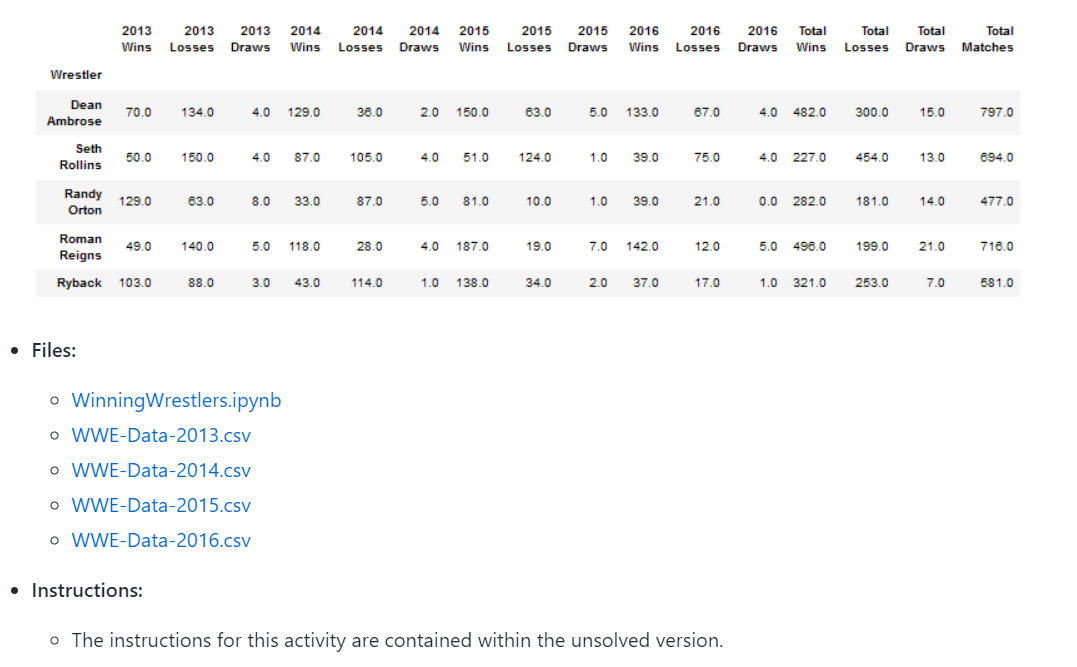 2013 2013 2013 2014 2014 2014 2015 2015 2015 2016 2016 2016 Total Total Total Total
Wins Losses Draws Wins Losses Draws Wins Losses Draws Wins Losses Draws Wins Losses Draws Matches
Wrestler
Dean
Ambrose 70.0 134.0 4.0 129.0 36.0 2.0 150.0 63.0 5.0 133.0 67.0 4.0 482.0 300.0 15.0 797.0
Seth
Rollins 50.0 150.0 4.0 87.0 105.0 4.0 51.0 124.0 1.0 39.0 75.0 4.0 227.0 454.0 13.0 694.0
Randy
Orton 129.0 63.0 8.0 33.0 87.0 5.0 81.0 10.0 1.0 39.0 21.0 0.0 282.0 181.0 14.0 477.0
Roman
Reigns 49.0 140.0 5.0 118.0 28.0 4.0 187.0 19.0 7.0 142.0 12.0 5.0 496.0 199.0 21.0 716.0
Ryback 103.0 88.0 3.0 43.0 114.0 1.0 138.0 34.0 2.0 37.0 17.0 1.0 321.0 253.0 7.0 581.0
• Files:
◦ WinningWrestlers.ipynb
◦ WWE-Data-2013.csv
◦ WWE-Data-2014.csv
◦ WWE-Data-2015.csv
◦ WWE-Data-2016.csv
• Instructions:
◦ The instructions for this activity are contained within the unsolved version.